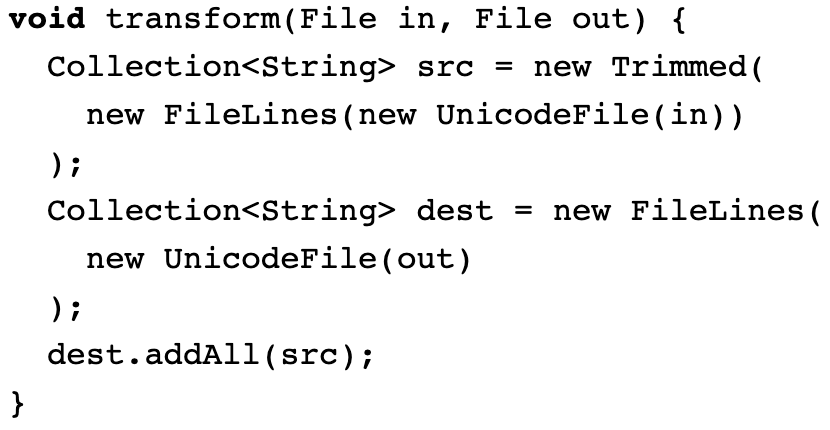 void transform(File in, File out) {
  Collection<String> src = new Trimmed(
    new FileLines(new UnicodeFile(in))
  );
  Collection<String> dest = new FileLines(
    new UnicodeFile(out)
  );
  dest.addAll(src);
}